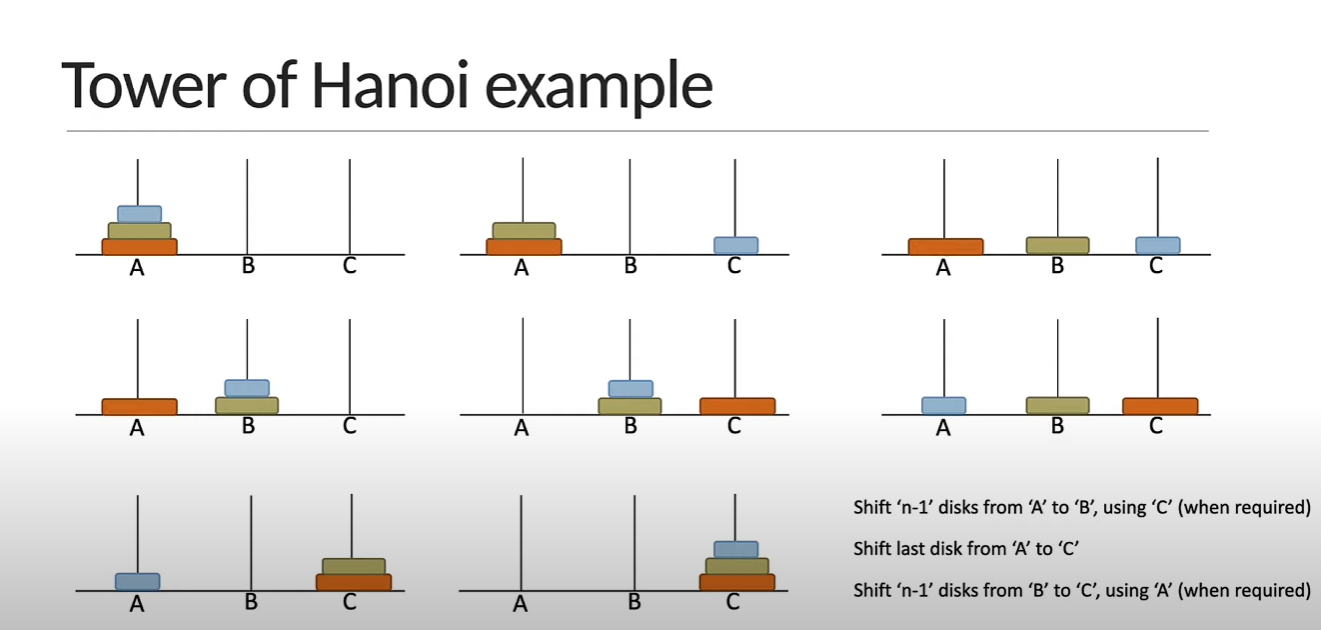 Tower of Hanoi example
A B C
A B C
A B C
A B C
A B C
A B C
A B C
A B C
Shift ‘n-1’ disks from ‘A’ to ‘B’, using ‘C’ (when required)
Shift last disk from ‘A’ to ‘C’
Shift ‘n-1’ disks from ‘B’ to ‘C’, using ‘A’ (when required)